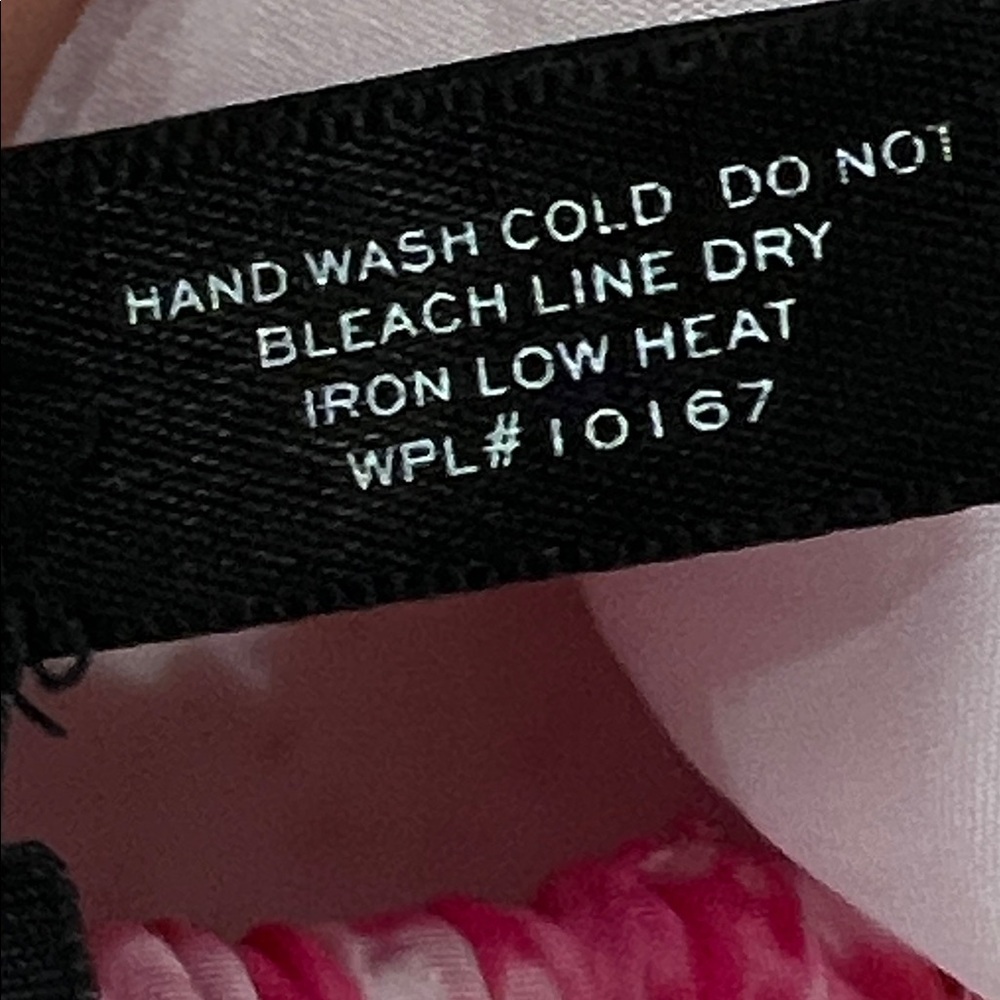 HAND WASH COLD DO NOT
BLEACH LINE DRY
IRON LOW HEAT
WPL#10167